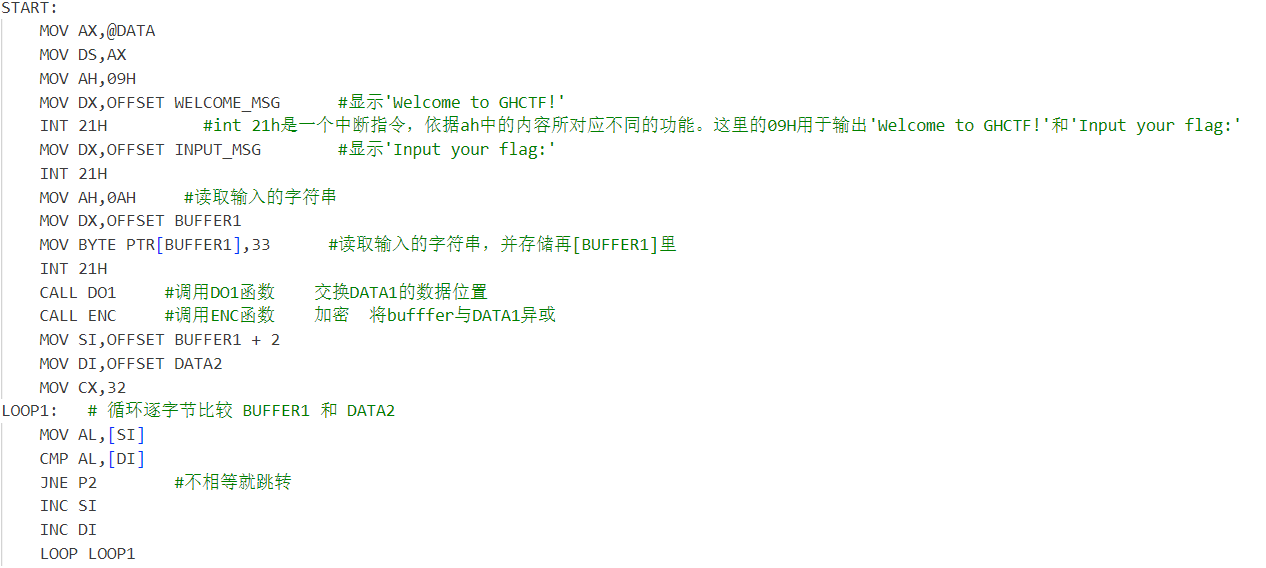 START:
MOV AX,@DATA
MOV DS,AX
MOV AH,09H
MOV DX,OFFSET WELCOME_MSG #显示'Welcome to GHCTF!'
INT 21H #int 21h是一个中断指令，依据ah中的内容所对应不同的功能。这里的09H用于输出'Welcome to GHCTF!'和'Input your flag:'
MOV DX,OFFSET INPUT_MSG #显示'Input your flag:'
INT 21H
MOV AH,0AH #读取输入的字符串
MOV DX,OFFSET BUFFER1
MOV BYTE PTR[BUFFER1],33 #读取输入的字符串，并存储再[BUFFER1]里
INT 21H
CALL DO1 #调用DO1函数 交换DATA1的数据位置
CALL ENC #调用ENC函数 加密 将bufffer与DATA1异或
MOV SI,OFFSET BUFFER1 + 2
MOV DI,OFFSET DATA2
MOV CX,32
LOOP1: # 循环逐字节比较 BUFFER1 和 DATA2
MOV AL,[SI]
CMP AL,[DI]
JNE P2 #不相等就跳转
INC SI
INC DI
LOOP LOOP1